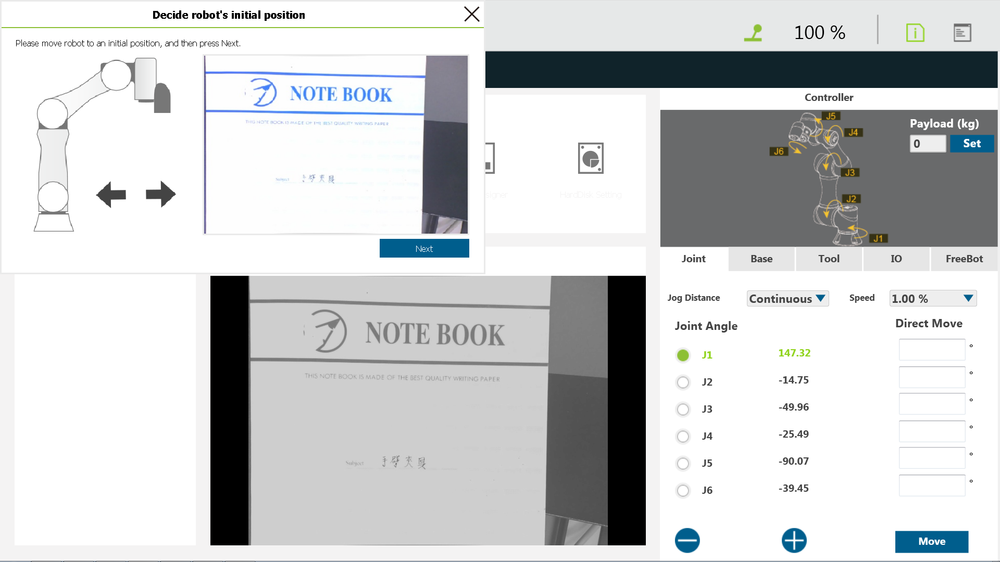 Decide robot's initial position
Please move robot to an initial position, and then press Next.
NOTE BOOK
THIS NOTE BOOK IS MADE OF THE BEST QUALITY WRITING PAPER
Subject 手臂夾具
Next
100 %
i
signer
HardDisk Setting
NOTE BOOK
THIS NOTE BOOK IS MADE OF THE BEST QUALITY WRITING PAPER
Subject 手臂夾具
Controller
J5
J4
J6
J3
J2
J1
Payload (kg)
0 Set
Joint Base Tool IO FreeBot
Jog Distance Continuous Speed 1.00 %
Joint Angle Direct Move
J1 147.32 °
J2 -14.75 °
J3 -49.96 °
J4 -25.49 °
J5 -90.07 °
J6 -39.45 °
Move